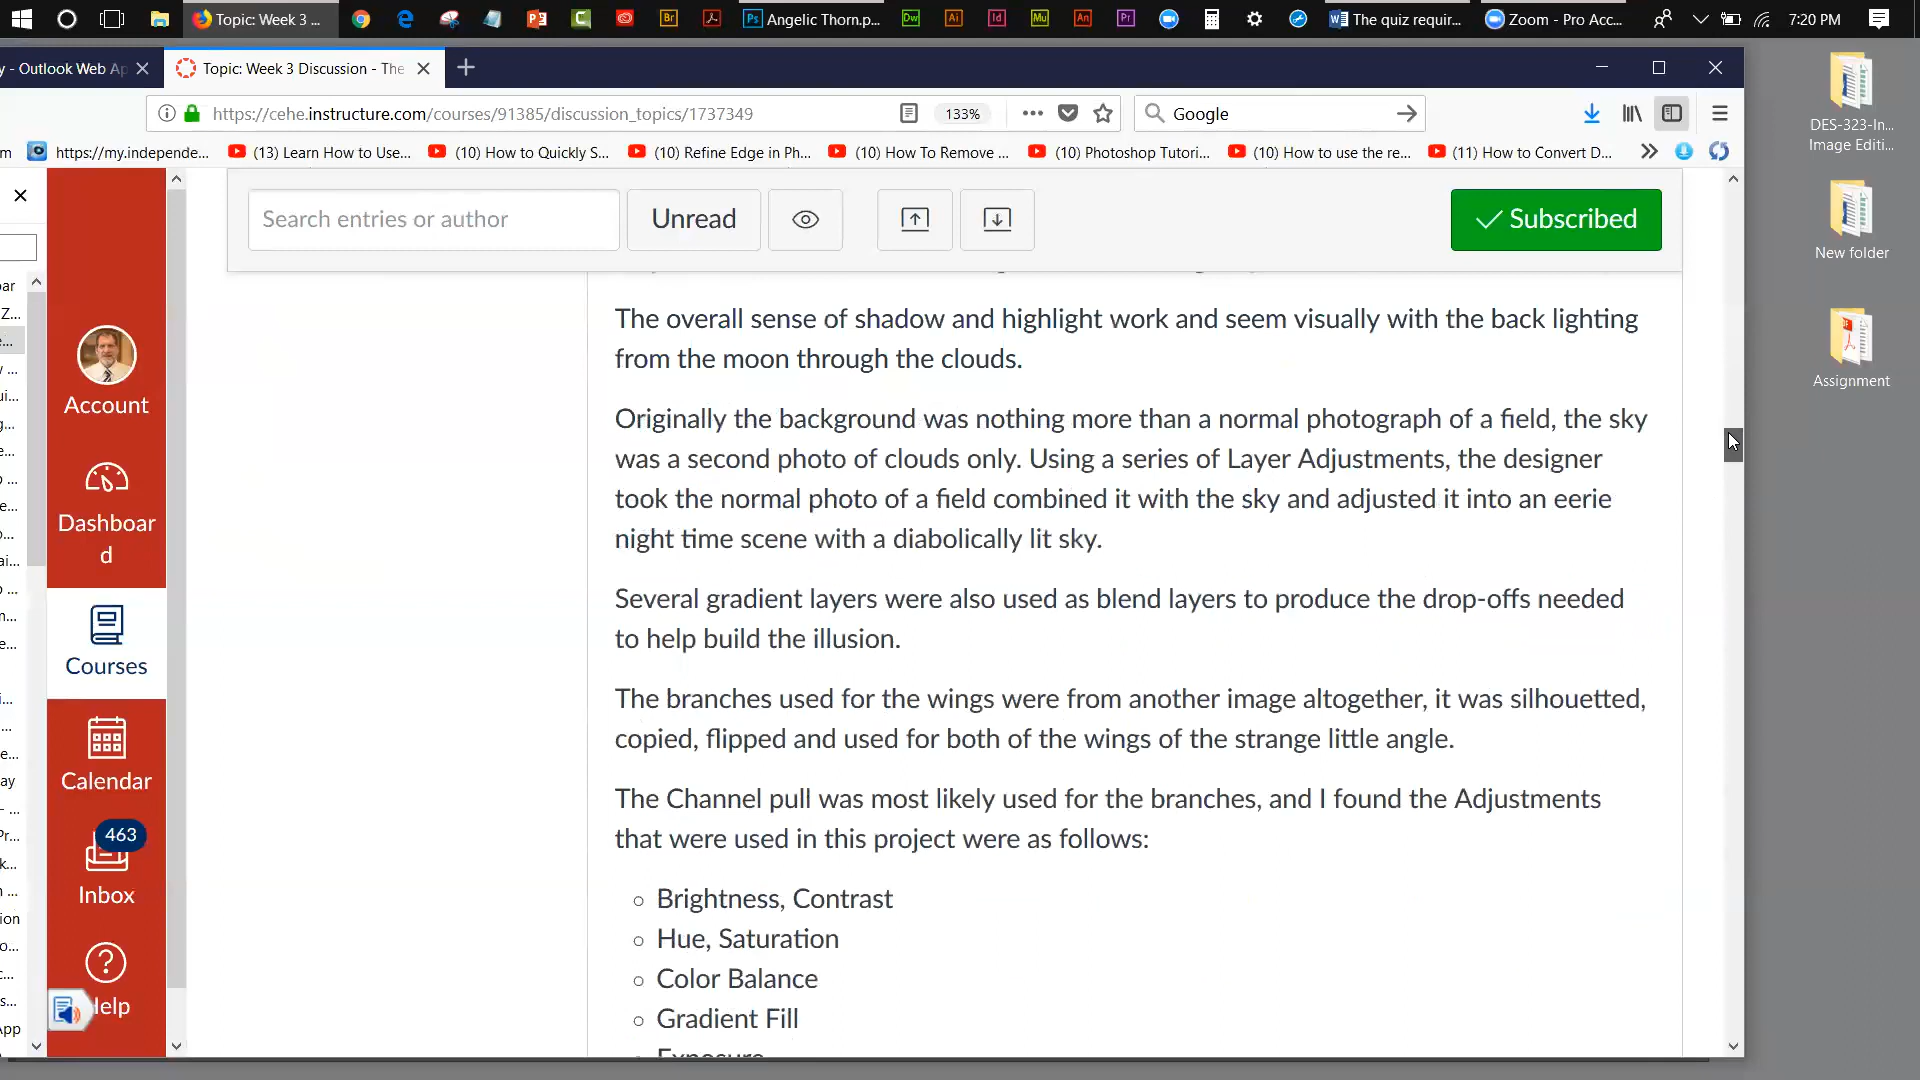 Topic: Week 3 ...
Angelic Thorn.p...
The quiz requir...
Zoom - Pro Acc...
7:20 PM
y - Outlook Web Ap
Topic: Week 3 Discussion - The
https://cehe.instructure.com/courses/91385/discussion_topics/1737349
133%
Google
https://my.independe...
(13) Learn How to Use...
(10) How to Quickly S...
(10) Refine Edge in Ph...
(10) How To Remove ...
(10) Photoshop Tutori...
(10) How to use the re...
(11) How to Convert D...
DES-323-In...
Image Editi...
New folder
Assignment
Search entries or author
Unread
Subscribed
Account
Dashboar
d
Courses
Calendar
463
Inbox
Help
The overall sense of shadow and highlight work and seem visually with the back lighting
from the moon through the clouds.
Originally the background was nothing more than a normal photograph of a field, the sky
was a second photo of clouds only. Using a series of Layer Adjustments, the designer
took the normal photo of a field combined it with the sky and adjusted it into an eerie
night time scene with a diabolically lit sky.
Several gradient layers were also used as blend layers to produce the drop-offs needed
to help build the illusion.
The branches used for the wings were from another image altogether, it was silhouetted,
copied, flipped and used for both of the wings of the strange little angle.
The Channel pull was most likely used for the branches, and I found the Adjustments
that were used in this project were as follows:
Brightness, Contrast
Hue, Saturation
Color Balance
Gradient Fill
Exposure